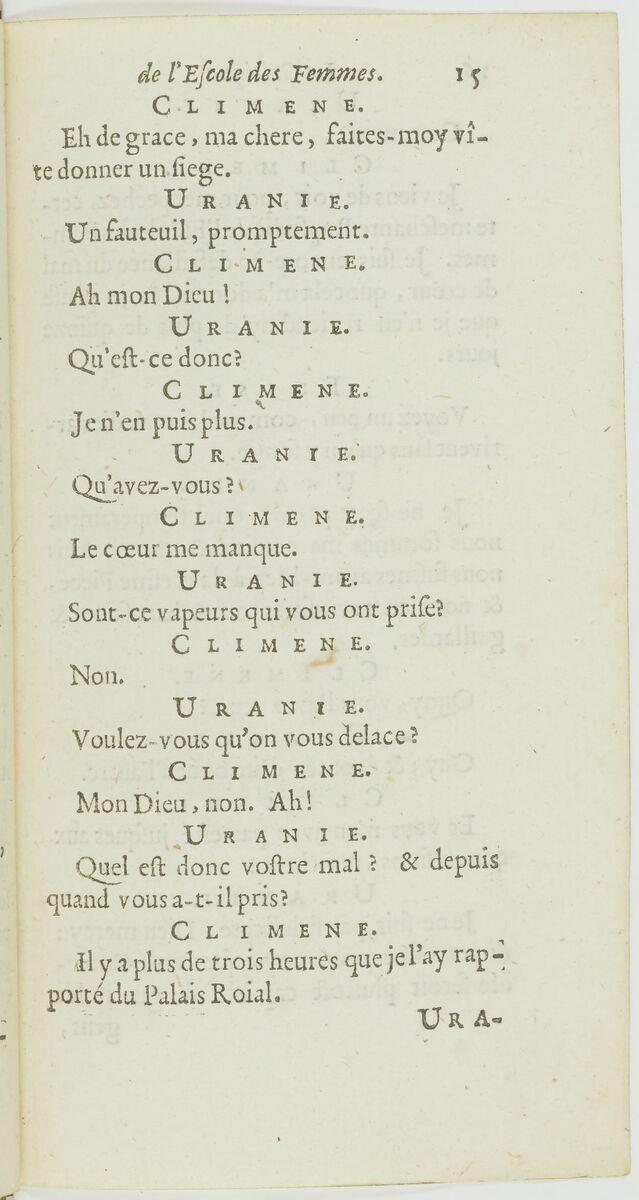 de l'Eſcole des Femmes. 15
CLIMENE.
Eh de grace, ma chere, faites-moy vî-
te donner un ſiege.
URANIE.
Un fauteuil, promptement.
CLIMENE.
Ah mon Dieu !
URANIE.
Qu'eſt-ce donc?
CLIMENE.
Je n'en puis plus.
URANIE.
Qu'avez-vous ?
CLIMENE.
Le cœur me manque.
URANIE.
Sont-ce vapeurs qui vous ont priſe?
CLIMENE.
Non.
URANIE.
Voulez-vous qu'on vous delace ?
CLIMENE.
Mon Dieu, non. Ah!
URANIE.
Quel eſt donc voſtre mal ? & depuis
quand vous a-t-il pris?
CLIMENE.
Il y a plus de trois heures que je l'ay rap-
porté du Palais Roial.
URA-